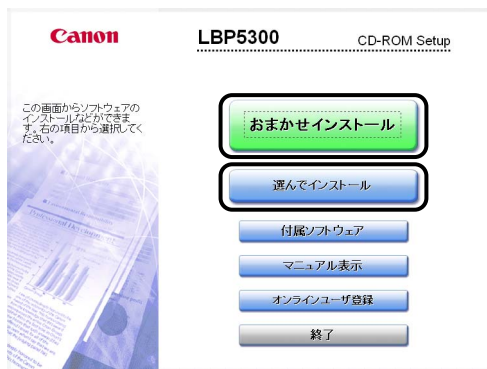 Canon
LBP5300
CD-ROM Setup
この画面からソフトウェアの
インストールなどができま
す。右の項目から選択してく
ださい。
おまかせインストール
選んでインストール
付属ソフトウェア
マニュアル表示
オンラインユーザ登録
終了